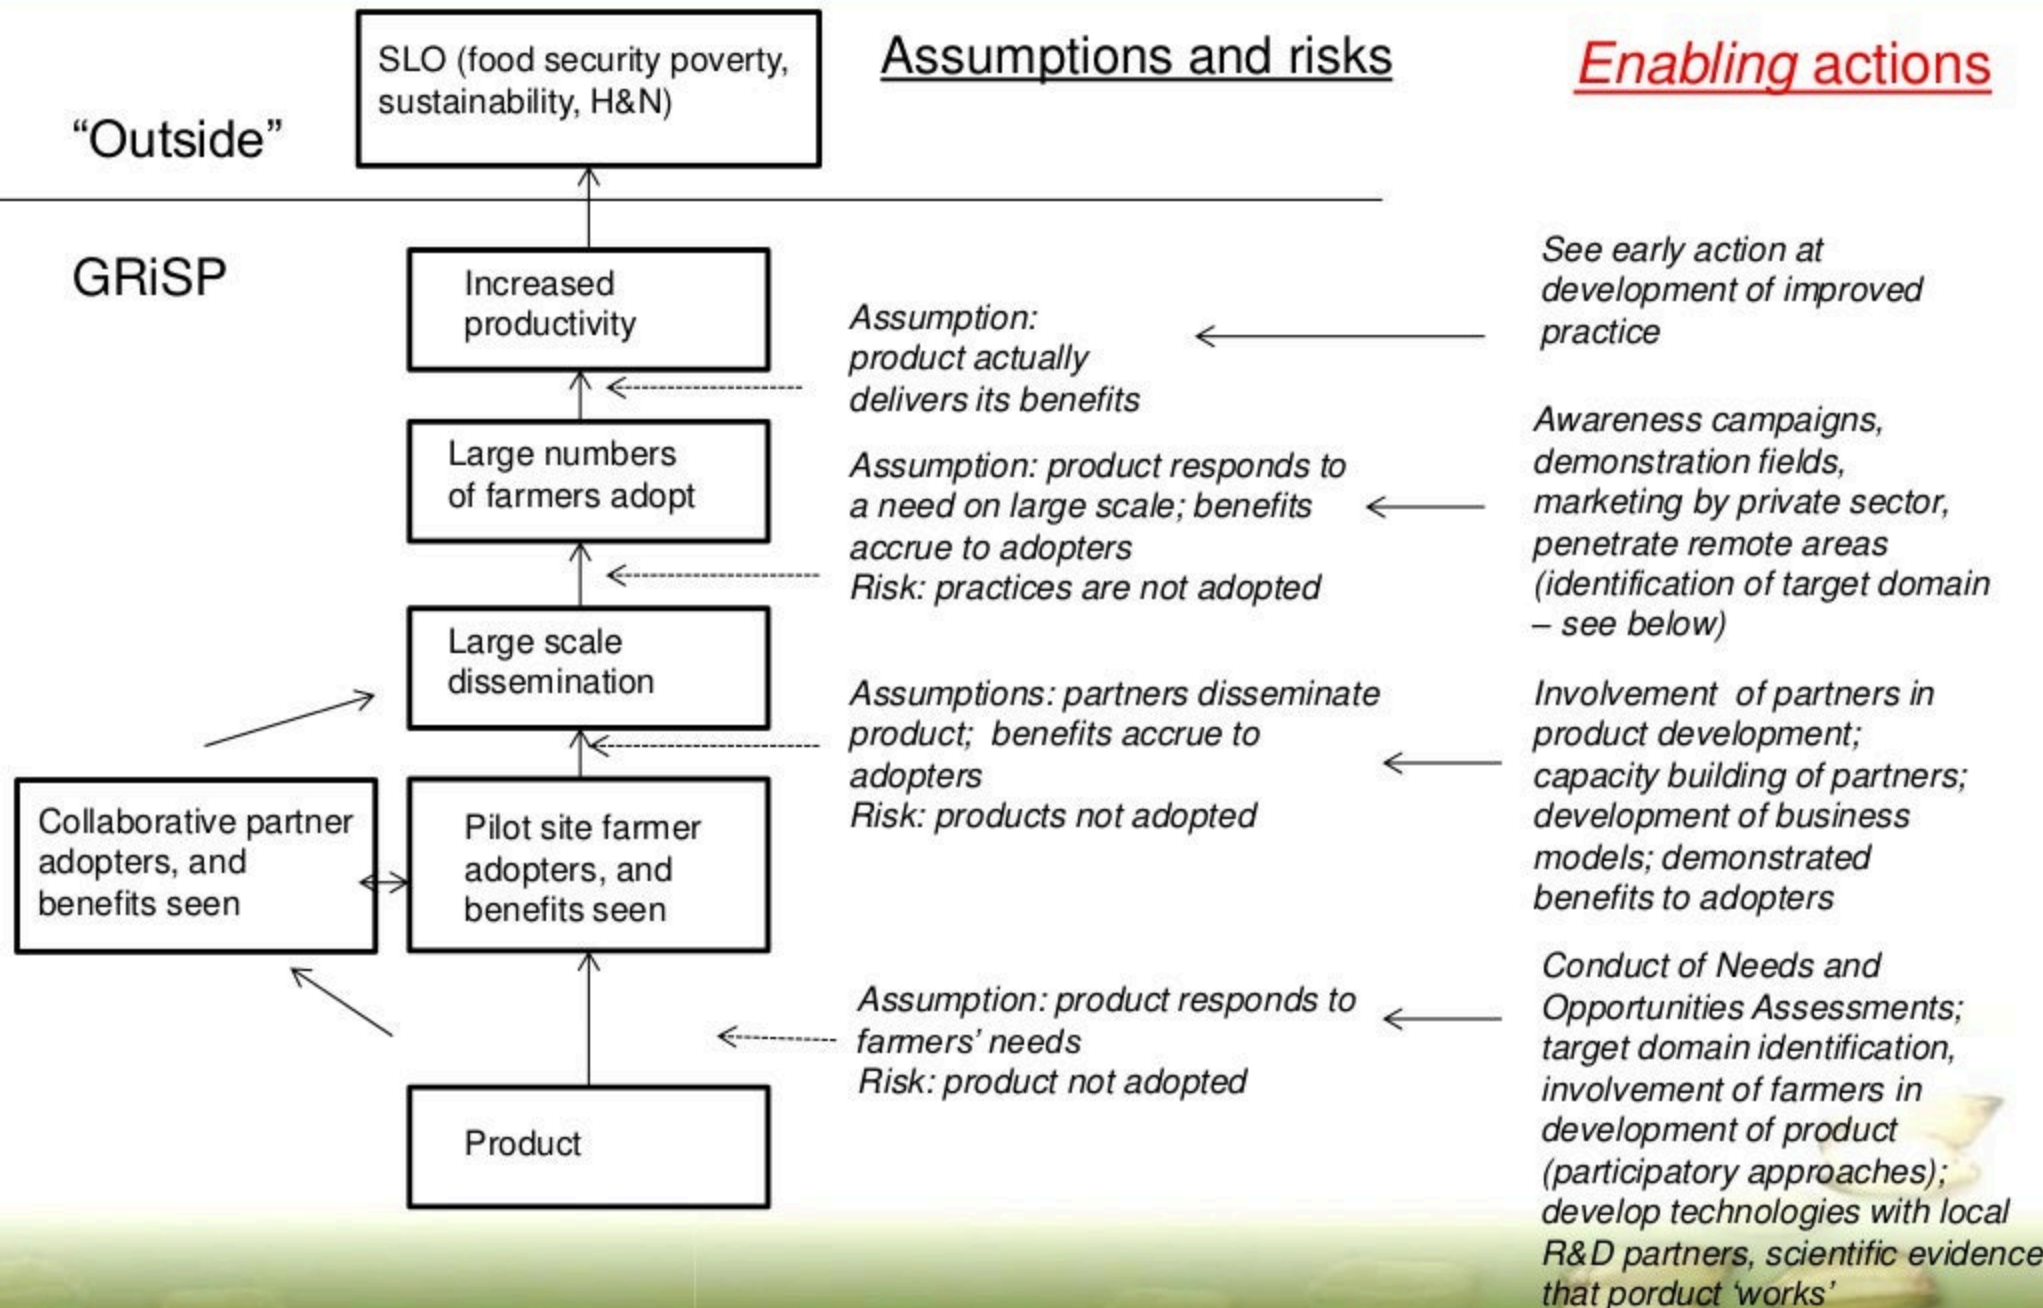 SLO (food security poverty,
sustainability, H&N)
Assumptions and risks
Enabling actions
“Outside”
GRiSP
Increased
productivity
Assumption:
product actually
delivers its benefits
See early action at
development of improved
practice
Large numbers
of farmers adopt
Assumption: product responds to
a need on large scale; benefits
accrue to adopters
Risk: practices are not adopted
Awareness campaigns,
demonstration fields,
marketing by private sector,
penetrate remote areas
(identification of target domain
– see below)
Large scale
dissemination
Assumptions: partners disseminate
product;  benefits accrue to
adopters
Risk: products not adopted
Involvement  of partners in
product development;
capacity building of partners;
development of business
models; demonstrated
benefits to adopters
Collaborative partner
adopters, and
benefits seen
Pilot site farmer
adopters, and
benefits seen
Assumption: product responds to
farmers’ needs
Risk: product not adopted
Conduct of Needs and
Opportunities Assessments;
target domain identification,
involvement of farmers in
development of product
(participatory approaches);
develop technologies with local
R&D partners, scientific evidence
that porduct ‘works’
Product